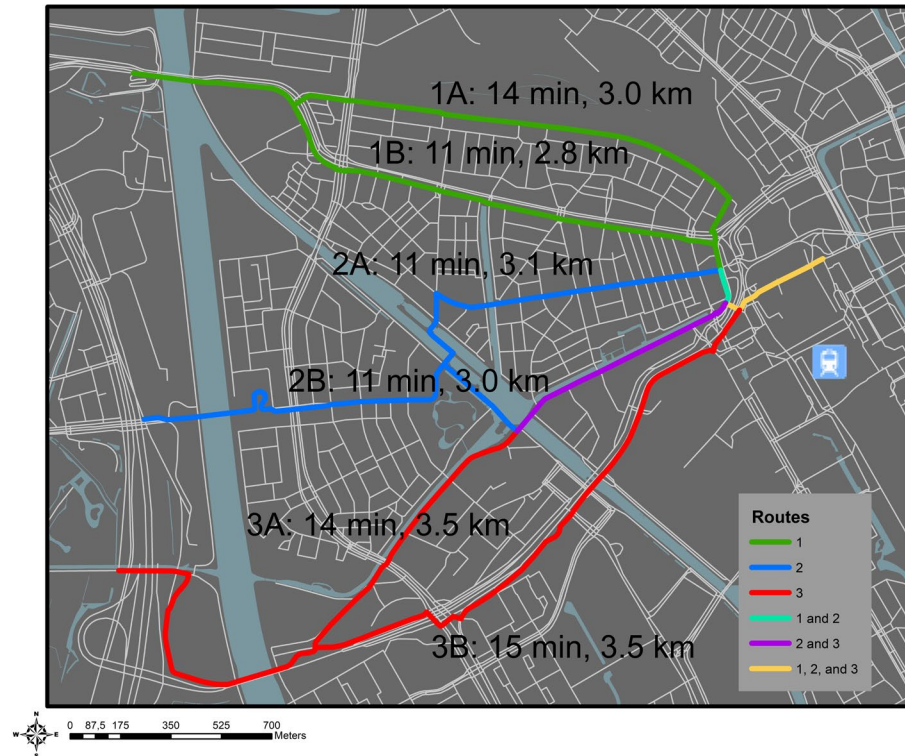 1A: 14 min, 3.0 km
1B: 11 min, 2.8 km
2A: 11 min, 3.1 km
2B: 11 min, 3.0 km
3A: 14 min, 3.5 km
3B: 15 min, 3.5 km
Routes
1
2
3
1 and 2
2 and 3
1, 2, and 3
N
W E
S
0 87,5 175 350 525 700
Meters